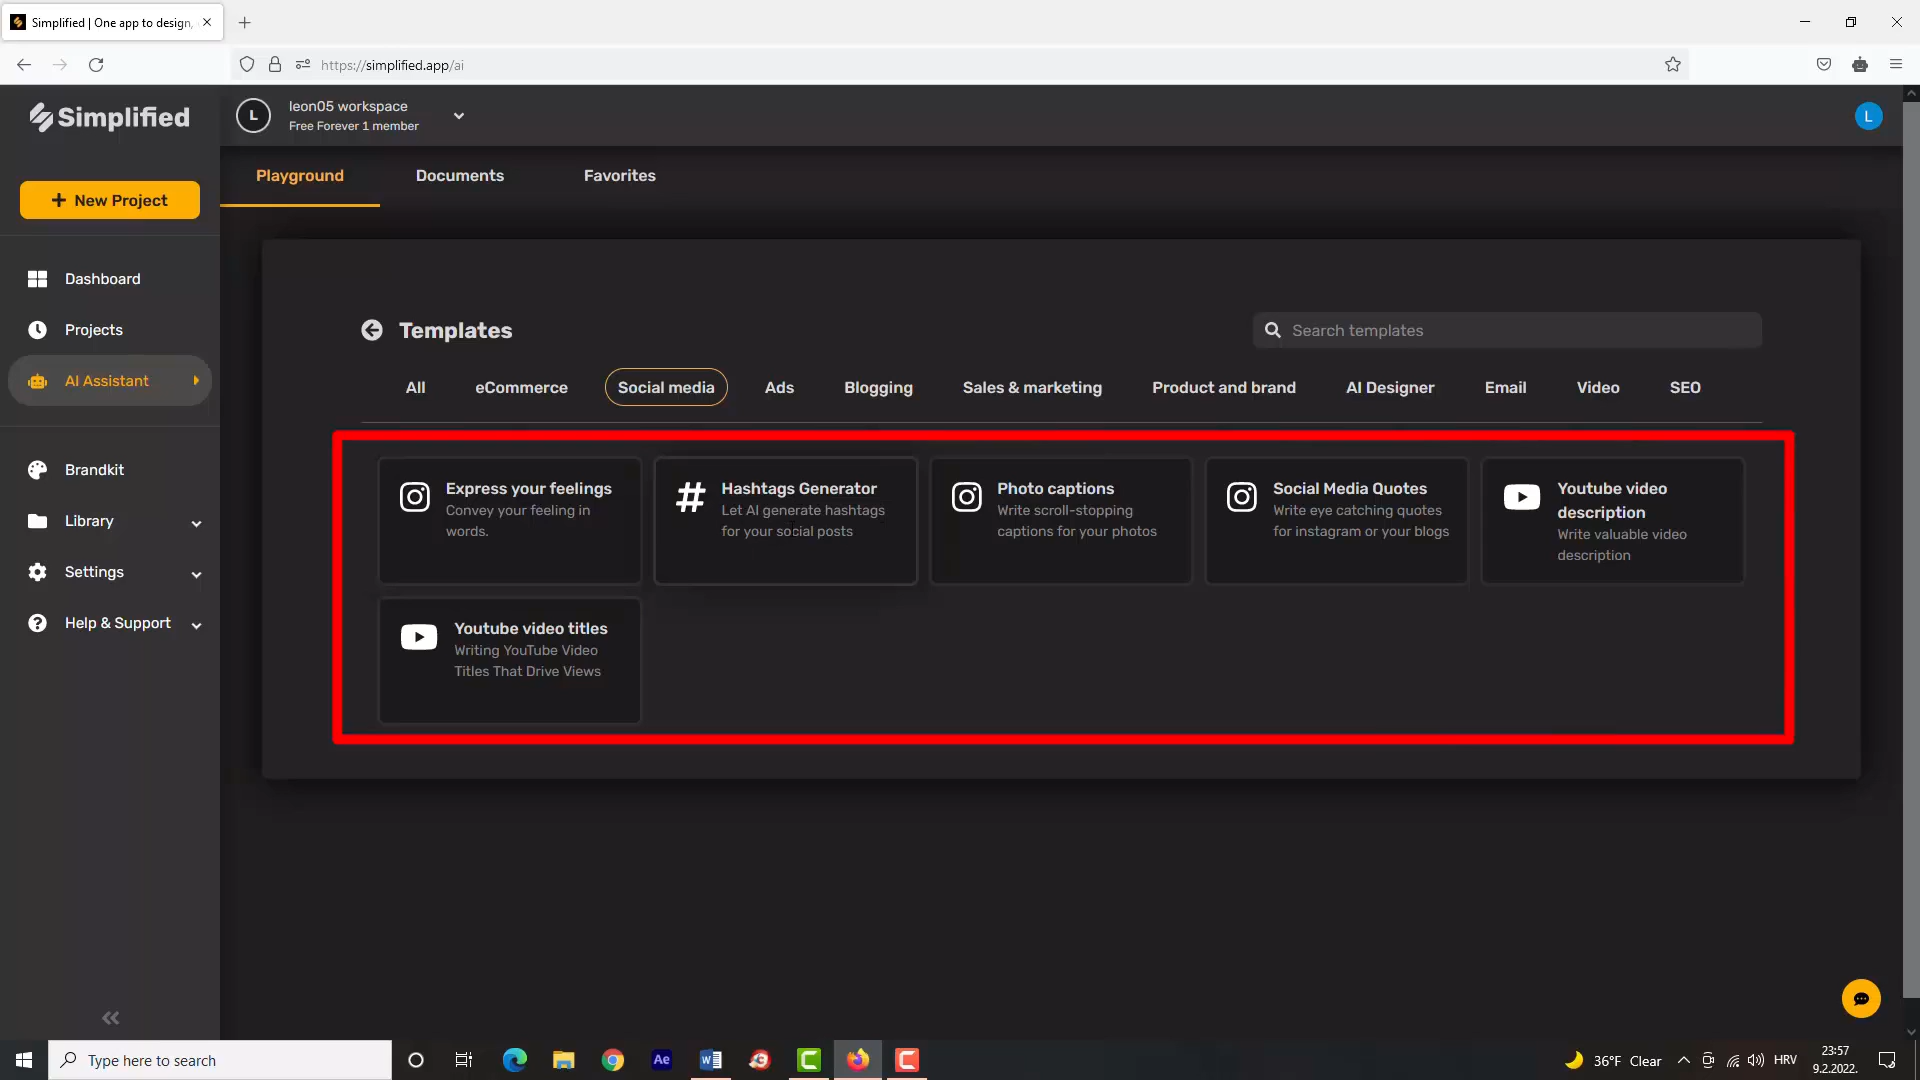 Simplified | One app to design,
https://simplified.app/ai
Simplified
L
leon05 workspace
Free Forever 1 member
L
New Project
Playground
Documents
Favorites
Dashboard
Projects
AI Assistant
Brandkit
Library
Settings
Help & Support
Templates
Search templates
All
eCommerce
Social media
Ads
Blogging
Sales & marketing
Product and brand
AI Designer
Email
Video
SEO
Express your feelings
Convey your feeling in
words.
Hashtags Generator
Let AI generate hashtags
for your social posts
Photo captions
Write scroll-stopping
captions for your photos
Social Media Quotes
Write eye catching quotes
for instagram or your blogs
Youtube video
description
Write valuable video
description
Youtube video titles
Writing YouTube Video
Titles That Drive Views
Type here to search
Ae
36°F Clear
HRV
23:57
9.2.2022.